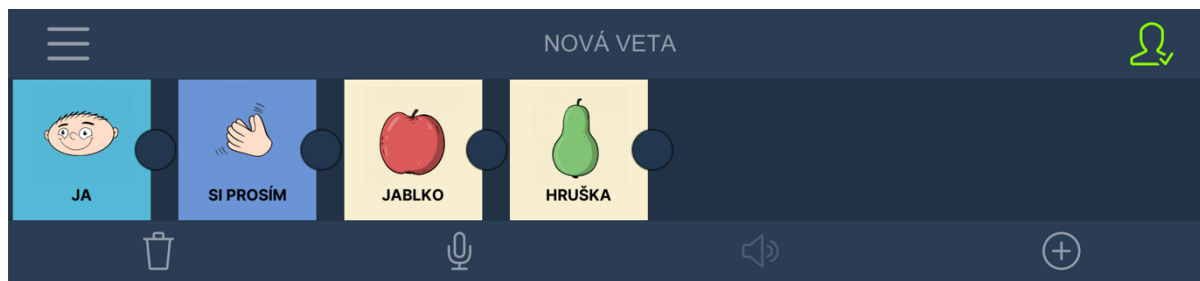 NOVÁ VETA
JA
SI PROSÍM
JABLKO
HRUŠKA